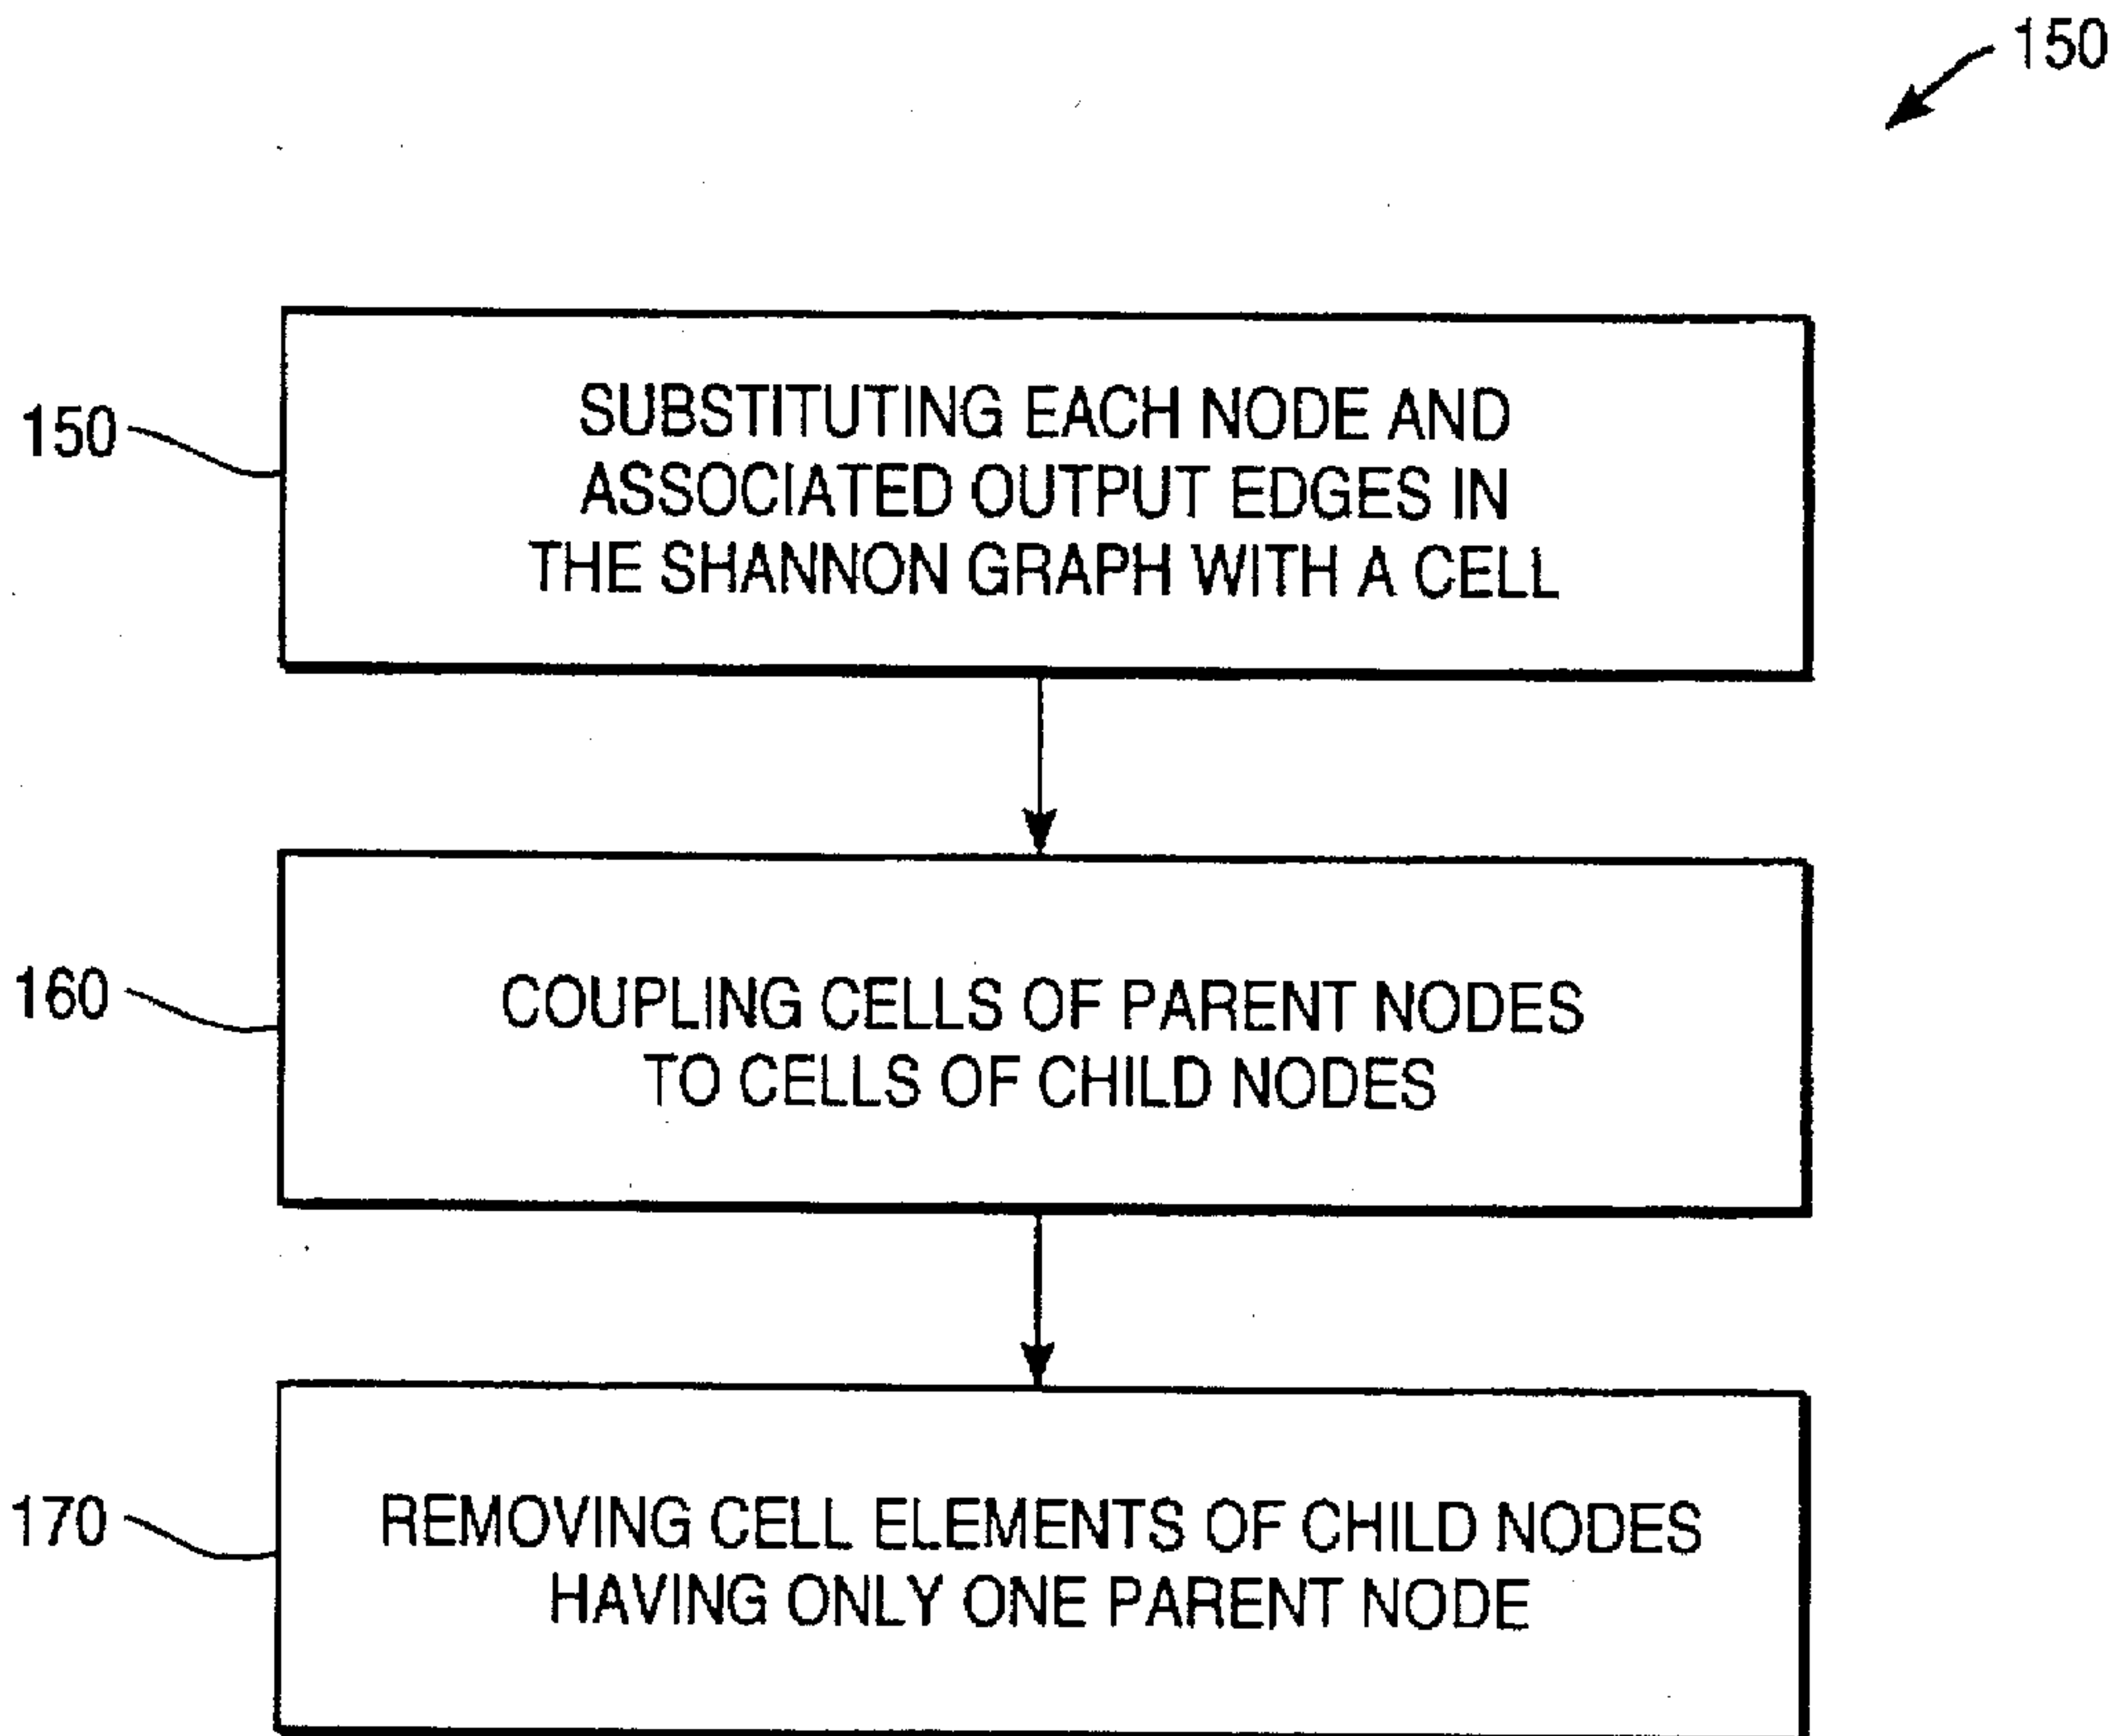 150
150
SUBSTITUTING EACH NODE AND
ASSOCIATED OUTPUT EDGES IN
THE SHANNON GRAPH WITH A CELL
160
COUPLING CELLS OF PARENT NODES
TO CELLS OF CHILD NODES
170
REMOVING CELL ELEMENTS OF CHILD NODES
HAVING ONLY ONE PARENT NODE